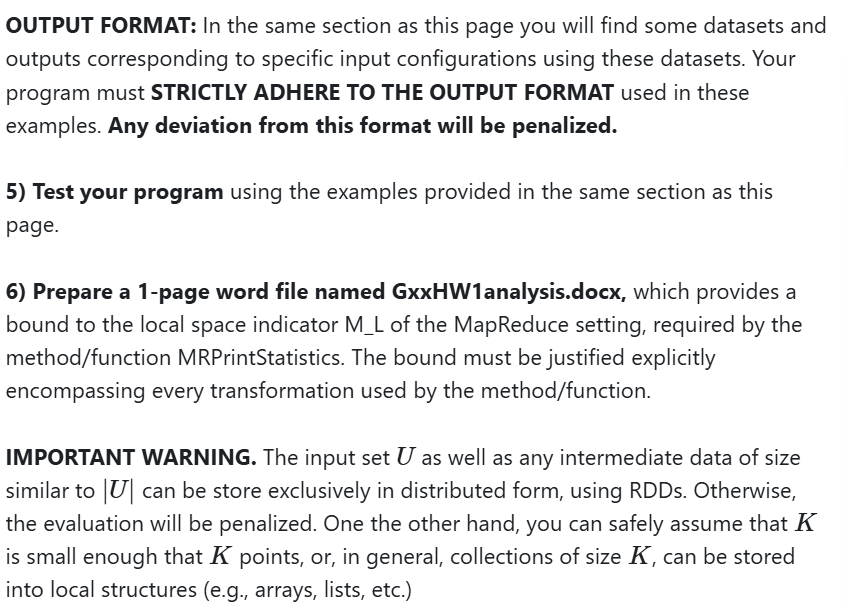 OUTPUT FORMAT: In the same section as this page you will find some datasets and
outputs corresponding to specific input configurations using these datasets. Your
program must STRICTLY ADHERE TO THE OUTPUT FORMAT used in these
examples. Any deviation from this format will be penalized.
5) Test your program using the examples provided in the same section as this
page.
6) Prepare a 1-page word file named GxxHW1analysis.docx, which provides a
bound to the local space indicator M_L of the MapReduce setting, required by the
method/function MRPrintStatistics. The bound must be justified explicitly
encompassing every transformation used by the method/function.
IMPORTANT WARNING. The input set U as well as any intermediate data of size
similar to |U| can be store exclusively in distributed form, using RDDs. Otherwise,
the evaluation will be penalized. One the other hand, you can safely assume that K
is small enough that K points, or, in general, collections of size K, can be stored
into local structures (e.g., arrays, lists, etc.)